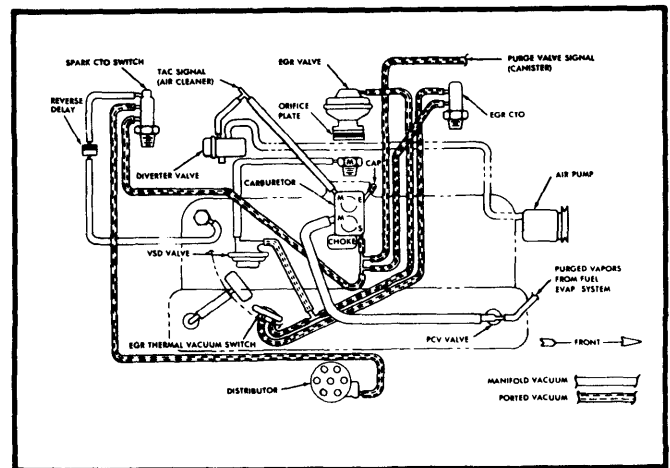 SPARK CTO SWITCH
TAC SIGNAL
(AIR CLEANER)
EGR VALVE
PURGE VALVE SIGNAL
(CANISTER)
REVERSE
DELAY
ORIFICE
PLATE
EGR CTO
DIVERTER VALVE
M
CAP
CARBURETOR
AIR PUMP
M
E
M
S
CHOKE
VSD VALVE
PURGED VAPORS
FROM FUEL
EVAP SYSTEM
EGR THERMAL VACUUM SWITCH
PCV VALVE
FRONT
DISTRIBUTOR
MANIFOLD VACUUM
PORTED VACUUM